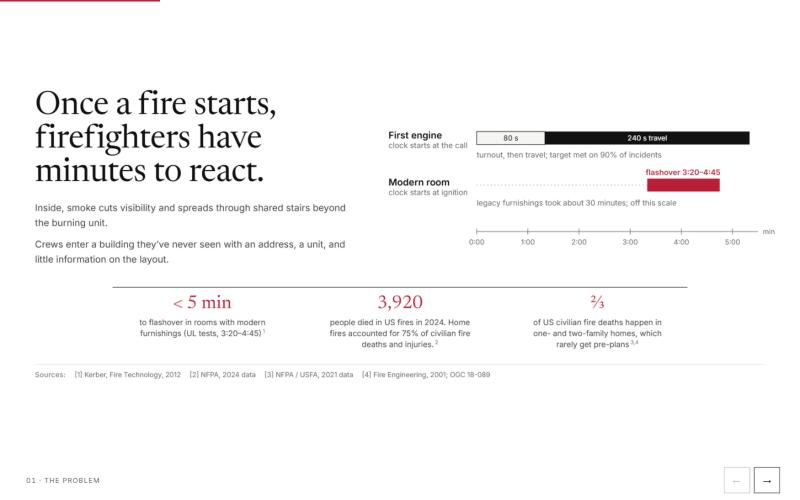 Once a fire starts,
firefighters have
minutes to react.
Inside, smoke cuts visibility and spreads through shared stairs beyond
the burning unit.
Crews enter a building they've never seen with an address, a unit, and
little information on the layout.
First engine
clock starts at the call
80 s
240 s travel
turnout, then travel; target met on 90% of incidents
flashover 3:20–4:45
Modern room
clock starts at ignition
legacy furnishings took about 30 minutes; off this scale
min
0:00 1:00 2:00 3:00 4:00 5:00
< 5 min
to flashover in rooms with modern
furnishings (UL tests, 3:20–4:45) 1
3,920
people died in US fires in 2024. Home
fires accounted for 75% of civilian fire
deaths and injuries. 2
⅔
of US civilian fire deaths happen in
one- and two-family homes, which
rarely get pre-plans 3,4
Sources: [1] Kerber, Fire Technology, 2012 [2] NFPA, 2024 data [3] NFPA / USFA, 2021 data [4] Fire Engineering, 2001; OGC 18-089
01 · THE PROBLEM
← →